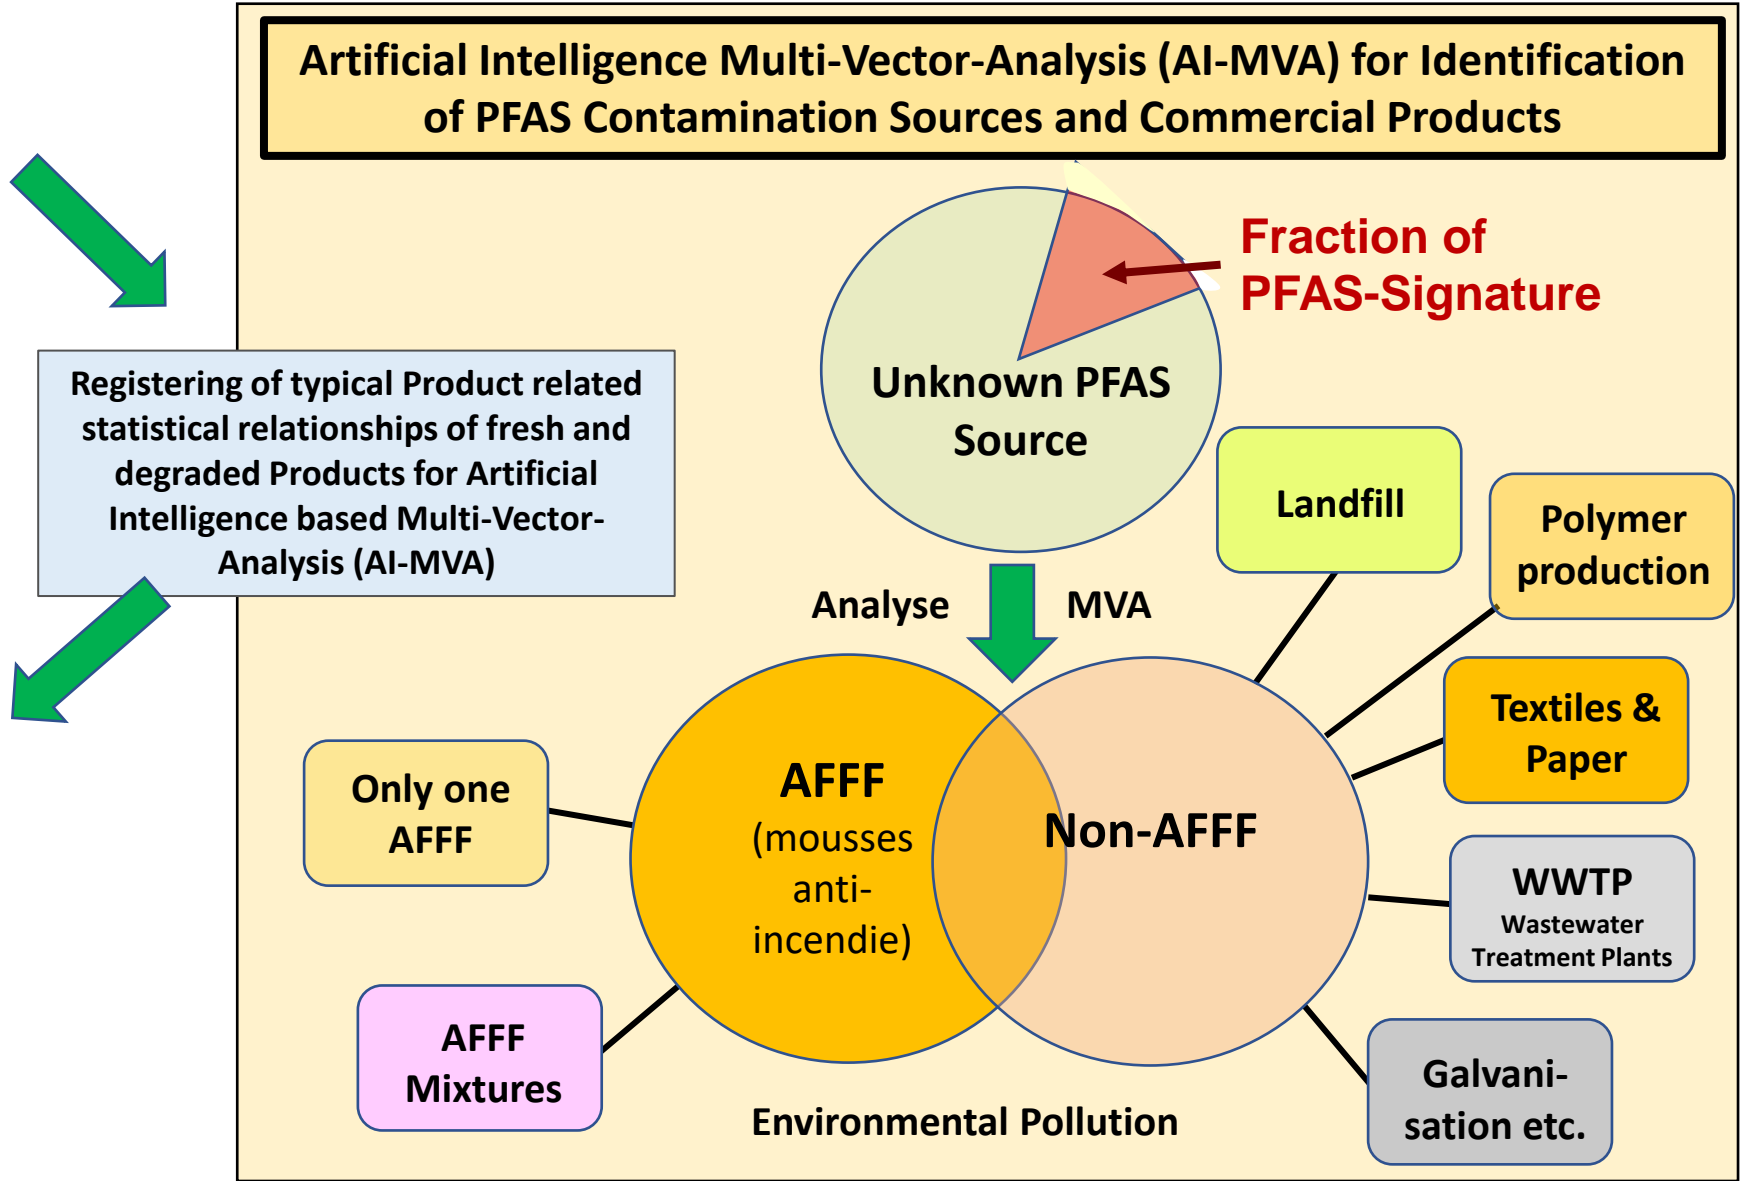 Artificial Intelligence Multi-Vector-Analysis (AI-MVA) for Identification
of PFAS Contamination Sources and Commercial Products
Fraction of
PFAS-Signature
Unknown PFAS
Source
Registering of typical Product related
statistical relationships of fresh and
degraded Products for Artificial
Intelligence based Multi-Vector-
Analysis (AI-MVA)
Analyse
MVA
Landfill
Polymer
production
Textiles &
Paper
WWTP
Wastewater
Treatment Plants
Galvani-
sation etc.
Only one
AFFF
AFFF
(mousses
anti-
incendie)
Non-AFFF
AFFF
Mixtures
Environmental Pollution